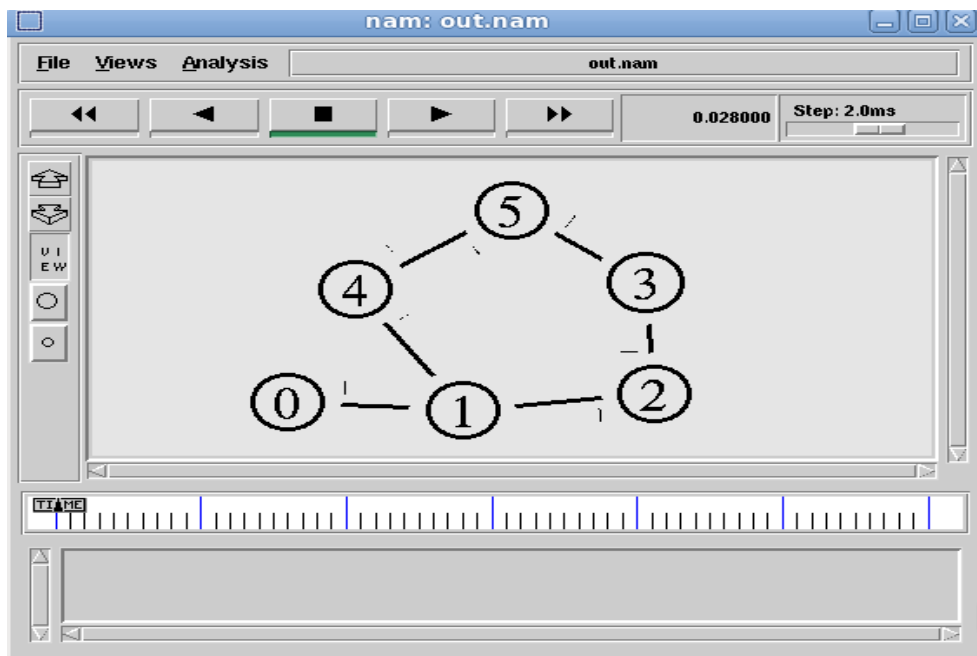 nam: out.nam
File Views Analysis out.nam
0.028000 Step: 2.0ms
V I
E W
5
4 3
0 1 2
TIME